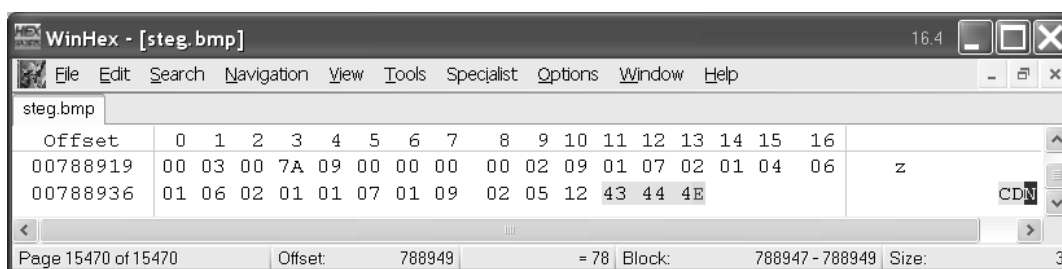 WinHex - [steg.bmp] 16.4
File Edit Search Navigation View Tools Specialist Options Window Help
steg.bmp
Offset 0 1 2 3 4 5 6 7 8 9 10 11 12 13 14 15 16
00788919 00 03 00 7A 09 00 00 00 00 02 09 01 07 02 01 04 06 z
00788936 01 06 02 01 01 07 01 09 02 05 12 43 44 4E CDN
Page 15470 of 15470 Offset: 788949 = 78 Block: 788947 - 788949 Size: